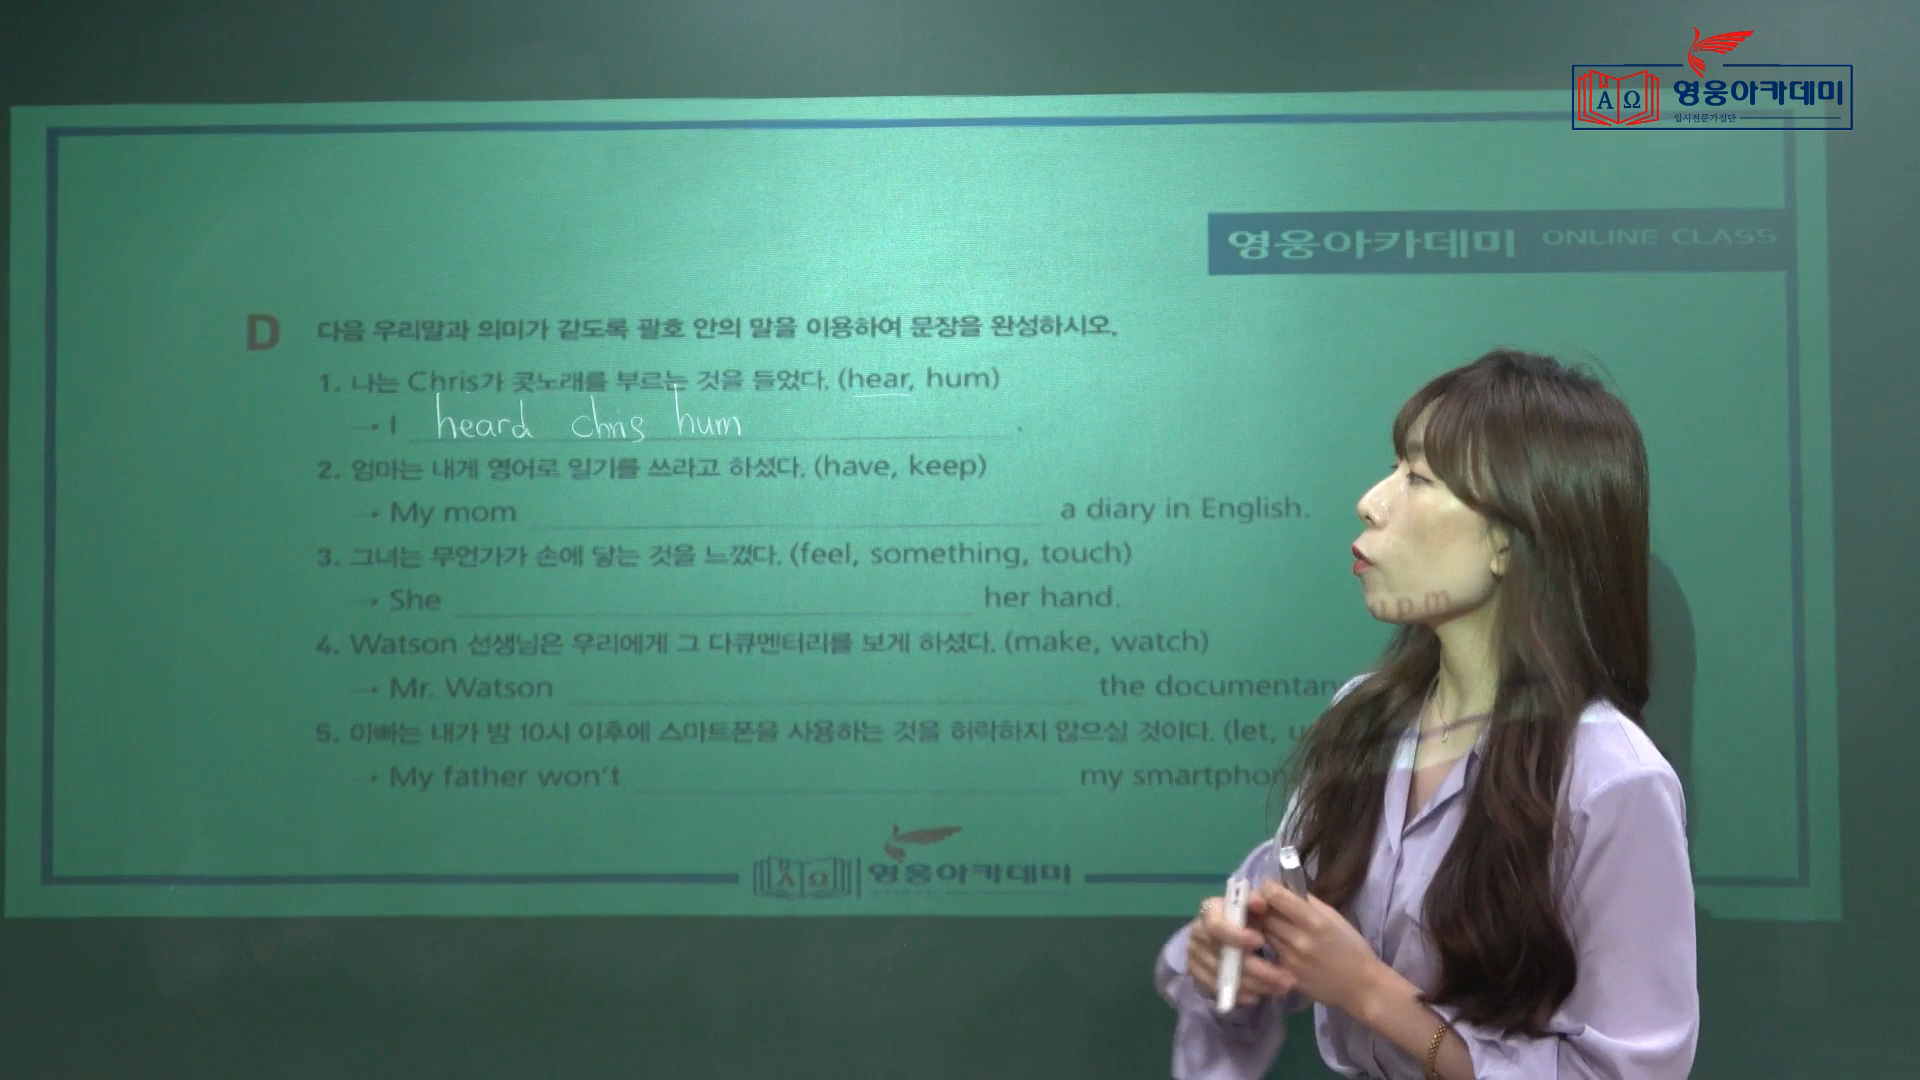 영웅아카데미
입시전문가집단
영웅아카데미 ONLINE CLASS
D 다음 우리말과 의미가 같도록 괄호 안의 말을 이용하여 문장을 완성하시오.
1. 나는 Chris가 콧노래를 부르는 것을 들었다. (hear, hum)
→ I heard chris hum .
2. 엄마는 내게 영어로 일기를 쓰라고 하셨다. (have, keep)
→ My mom a diary in English.
3. 그녀는 무언가가 손에 닿는 것을 느꼈다. (feel, something, touch)
→ She her hand.
4. Watson 선생님은 우리에게 그 다큐멘터리를 보게 하셨다. (make, watch)
→ Mr. Watson the documentar
5. 아빠는 내가 밤 10시 이후에 스마트폰을 사용하는 것을 허락하지 않으실 것이다. (let, u
→ My father won't my smartphon
p.m
영웅아카데미